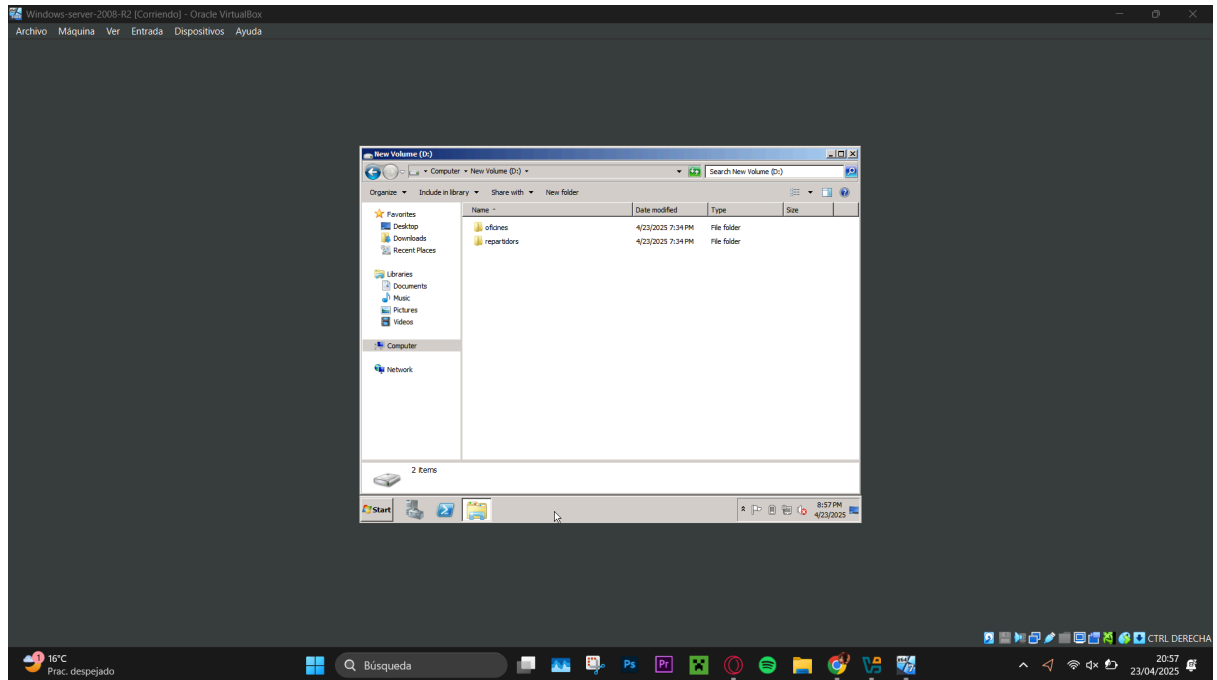 Windows-server-2008-R2 [Corriendo] - Oracle VirtualBox
Archivo Máquina Ver Entrada Dispositivos Ayuda
New Volume (D:)
Computer New Volume (D:) Search New Volume (D:)
Organize Include in library Share with New folder
Favorites
Desktop
Downloads
Recent Places
Libraries
Documents
Music
Pictures
Videos
Computer
Network
Name Date modified Type Size
oficines 4/23/2025 7:34 PM File folder
repartidors 4/23/2025 7:34 PM File folder
2 items
Start 8:57 PM
4/23/2025
CTRL DERECHA
1 16°C
Prac. despejado
Búsqueda
Ps Pr
20:57
23/04/2025